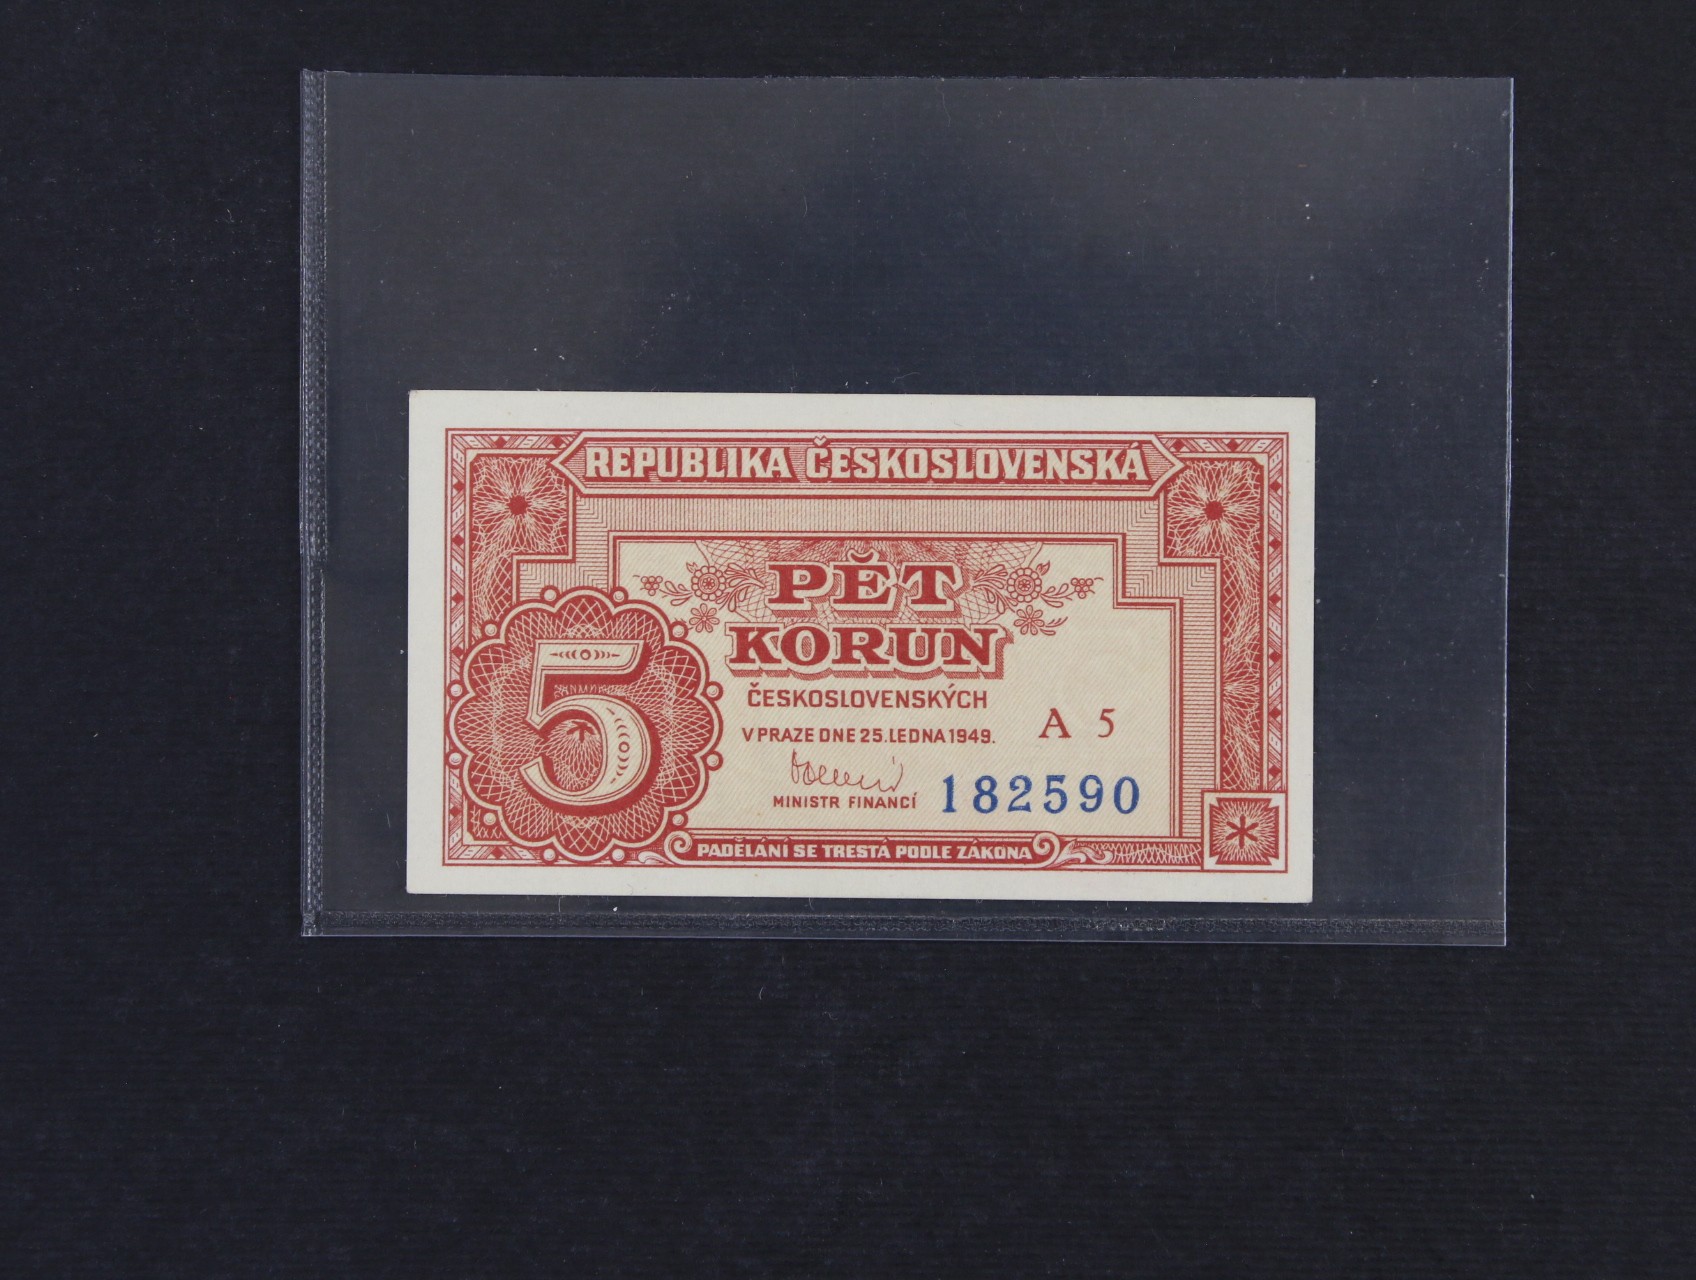 REPUBLIKA ČESKOSLOVENSKÁ
PĚT
KORUN
ČESKOSLOVENSKÝCH
V PRAZE DNE 25. LEDNA 1949.
A 5
5
MINISTR FINANCÍ
182590
PADĚLÁNÍ SE TRESTÁ PODLE ZÁKONA